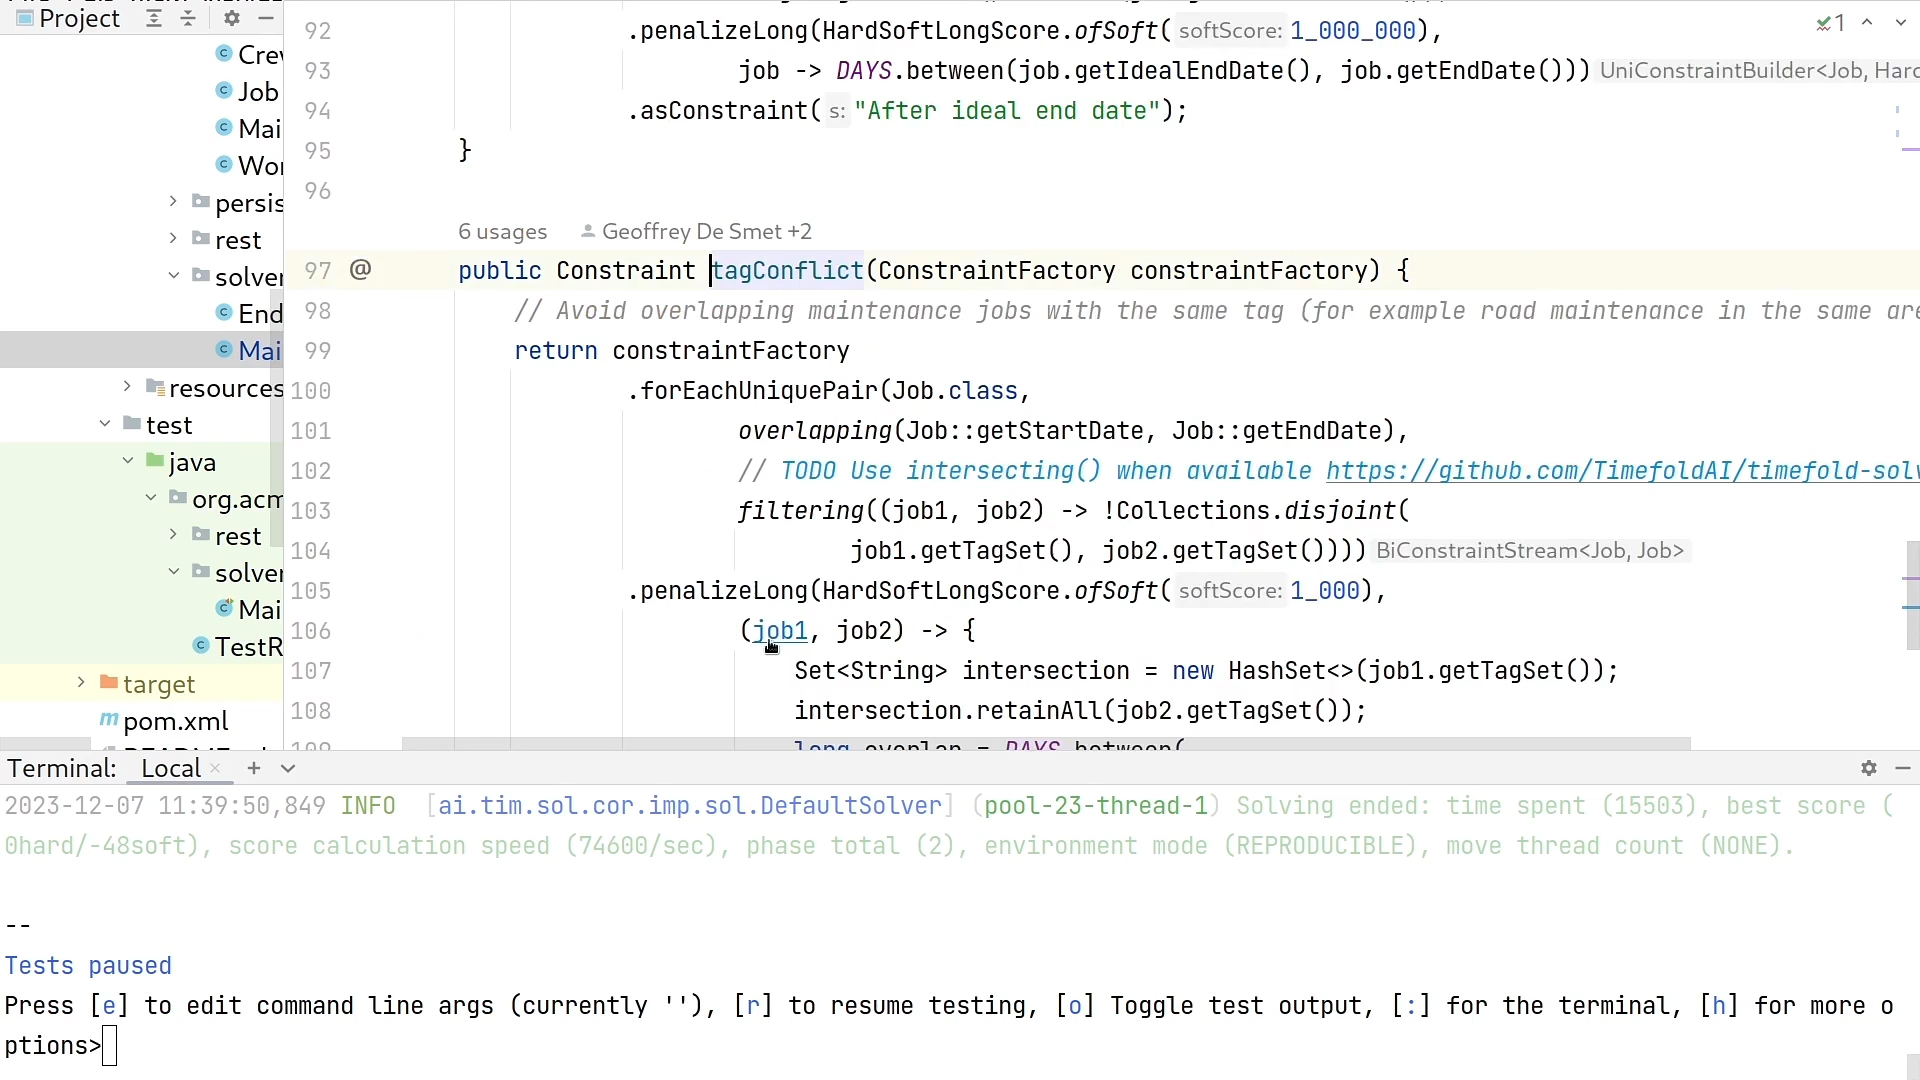 Project
Crew
Job
Mai
Wor
persis
rest
solver
End
Mai
resources
test
java
org.acm
rest
solver
Mai
TestR
target
pom.xml
1
92 .penalizeLong(HardSoftLongScore.ofSoft( softScore: 1_000_000),
93 job -> DAYS.between(job.getIdealEndDate(), job.getEndDate())) UniConstraintBuilder<Job, Hard
94 .asConstraint( s: "After ideal end date");
95 }
96
6 usages Geoffrey De Smet +2
97 @ public Constraint tagConflict(ConstraintFactory constraintFactory) {
98 // Avoid overlapping maintenance jobs with the same tag (for example road maintenance in the same are
99 return constraintFactory
100 .forEachUniquePair(Job.class,
101 overlapping(Job::getStartDate, Job::getEndDate),
102 // TODO Use intersecting() when available https://github.com/TimefoldAI/timefold-solv
103 filtering((job1, job2) -> !Collections.disjoint(
104 job1.getTagSet(), job2.getTagSet()))) BiConstraintStream<Job, Job>
105 .penalizeLong(HardSoftLongScore.ofSoft( softScore: 1_000),
106 (job1, job2) -> {
107 Set<String> intersection = new HashSet<>(job1.getTagSet());
108 intersection.retainAll(job2.getTagSet());
109 long overlap = DAYS.between(
Terminal: Local
2023-12-07 11:39:50,849 INFO [ai.tim.sol.cor.imp.sol.DefaultSolver] (pool-23-thread-1) Solving ended: time spent (15503), best score (
0hard/-48soft), score calculation speed (74600/sec), phase total (2), environment mode (REPRODUCIBLE), move thread count (NONE).
--
Tests paused
Press [e] to edit command line args (currently ''), [r] to resume testing, [o] Toggle test output, [:] for the terminal, [h] for more o
ptions>